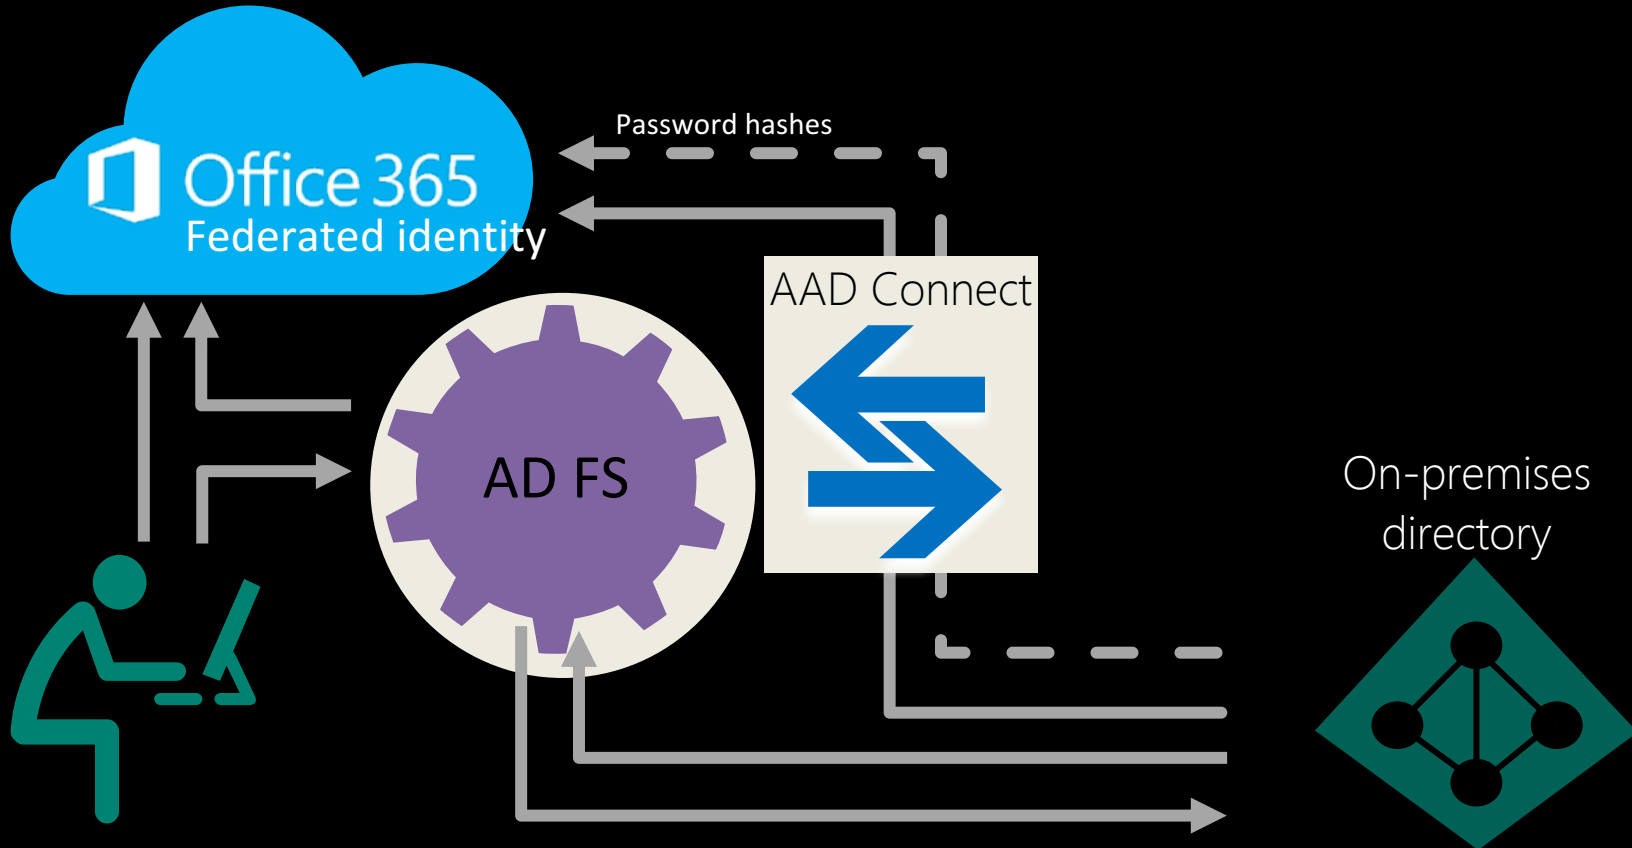 Password hashes
Office 365
Federated identity
AAD Connect
AD FS
On-premises
directory